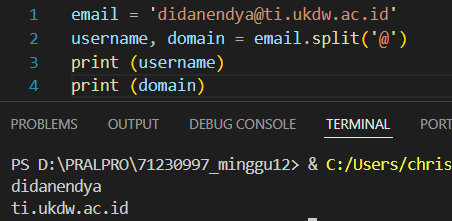 1 email = 'didanendya@ti.ukdw.ac.id'
2 username, domain = email.split('@')
3 print (username)
4 print (domain)
PROBLEMS OUTPUT DEBUG CONSOLE TERMINAL PORT
PS D:\PRALPRO\71230997_minggu12> & C:/Users/chris
didanendya
ti.ukdw.ac.id